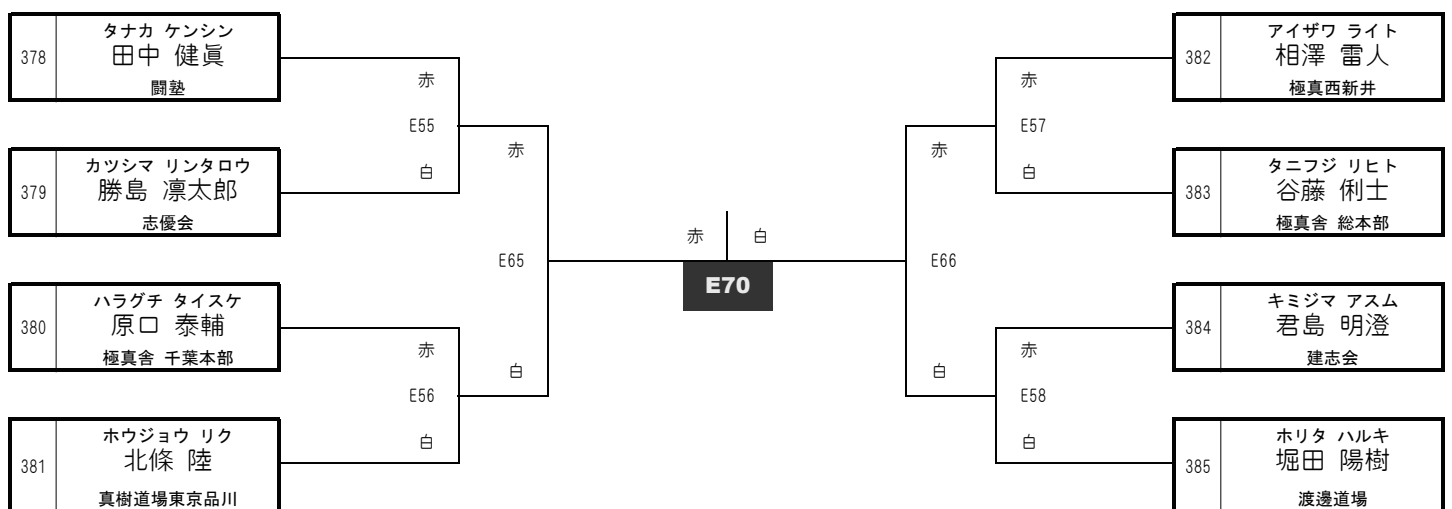 378
タナカ ケンシン
田中 健眞
闘塾
赤
E55
白
379
カツシマ リンタロウ
勝島 凛太郎
志優会
赤
E65
白
380
ハラグチ タイスケ
原口 泰輔
極真舎 千葉本部
赤
E56
白
381
ホウジョウ リク
北條 陸
真樹道場東京品川
赤
白
E70
382
アイザワ ライト
相澤 雷人
極真西新井
赤
E57
白
383
タニフジ リヒト
谷藤 俐士
極真舎 総本部
赤
E66
白
384
キミジマ アスム
君島 明澄
建志会
赤
E58
白
385
ホリタ ハルキ
堀田 陽樹
渡邊道場